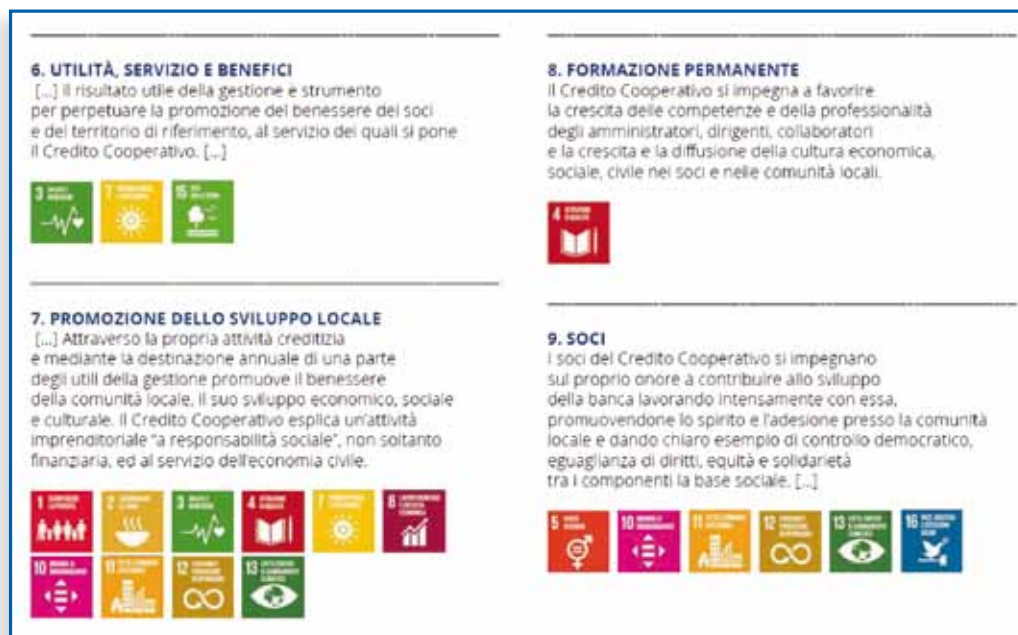 6. UTILITÀ, SERVIZIO E BENEFICI
[...] Il risultato utile della gestione è strumento
per perpetuare la promozione del benessere dei soci
e del territorio di riferimento, al servizio dei quali si pone
il Credito Cooperativo. [...]
3
7
15
7. PROMOZIONE DELLO SVILUPPO LOCALE
[...] Attraverso la propria attività creditizia
e mediante la destinazione annuale di una parte
degli utili della gestione promuove il benessere
della comunità locale, il suo sviluppo economico, sociale
e culturale. Il Credito Cooperativo esplica un'attività
imprenditoriale "a responsabilità sociale", non soltanto
finanziaria, ed al servizio dell'economia civile.
1
2
3
4
7
8
10
11
12
13
8. FORMAZIONE PERMANENTE
Il Credito Cooperativo si impegna a favorire
la crescita delle competenze e della professionalità
degli amministratori, dirigenti, collaboratori
e la crescita e la diffusione della cultura economica,
sociale, civile nei soci e nelle comunità locali.
4
9. SOCI
I soci del Credito Cooperativo si impegnano
sul proprio onore a contribuire allo sviluppo
della banca lavorando intensamente con essa,
promuovendone lo spirito e l'adesione presso la comunità
locale e dando chiaro esempio di controllo democratico,
eguaglianza di diritti, equità e solidarietà
tra i componenti la base sociale. [...]
5
10
11
12
13
16